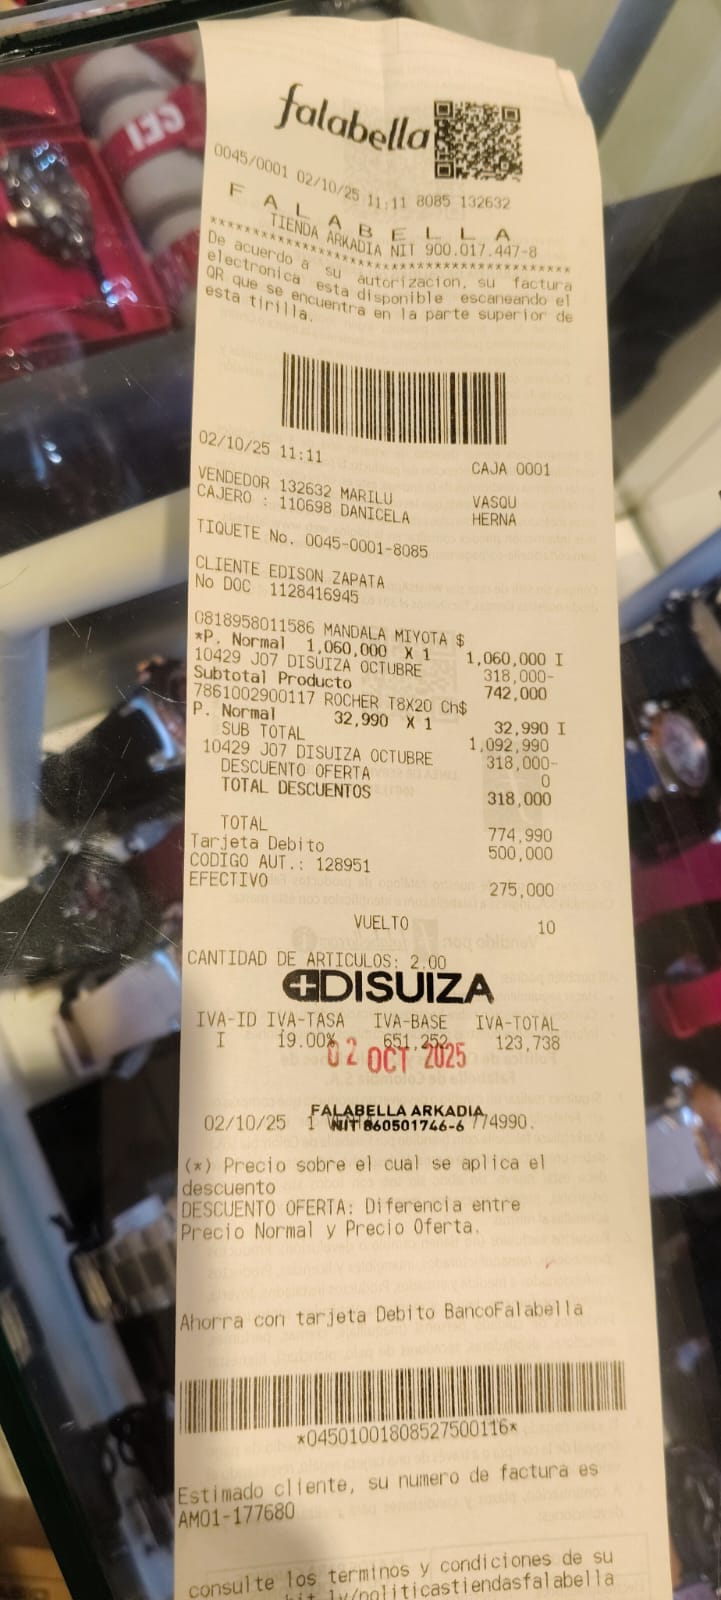 falabella
0045/0001 02/10/25 11:11 8085 132632
F A L A B E L L A
TIENDA ARKADIA NIT 900.017.447-8
****************************************
De acuerdo a su autorizacion, su factura
electronica esta disponible escaneando el
QR que se encuentra en la parte superior de
esta tirilla.
02/10/25 11:11 CAJA 0001
VENDEDOR 132632 MARILU VASQU
CAJERO : 110698 DANICELA HERNA
TIQUETE No. 0045-0001-8085
CLIENTE EDISON ZAPATA
No DOC 1128416945
0818958011586 MANDALA MIYOTA $
*P. Normal 1,060,000 X 1 1,060,000 I
10429 J07 DISUIZA OCTUBRE 318,000-
Subtotal Producto 742,000
7861002900117 ROCHER T8X20 Ch$
P. Normal 32,990 X 1 32,990 I
SUB TOTAL 1,092,990
10429 J07 DISUIZA OCTUBRE 318,000-
DESCUENTO OFERTA 0
TOTAL DESCUENTOS 318,000
TOTAL 774,990
Tarjeta Debito 500,000
CODIGO AUT.: 128951
EFECTIVO 275,000
VUELTO 10
CANTIDAD DE ARTICULOS: 2.00
DISUIZA
IVA-ID IVA-TASA IVA-BASE IVA-TOTAL
I 19.00% 651,252 123,738
02 OCT 2025
FALABELLA ARKADIA
02/10/25 1 774990.
NIT 860501746-6
(*) Precio sobre el cual se aplica el
descuento
DESCUENTO OFERTA: Diferencia entre
Precio Normal y Precio Oferta.
Ahorra con tarjeta Debito BancoFalabella
*04501001808527500116*
Estimado cliente, su numero de factura es
AM01-177680
consulte los terminos y condiciones de su